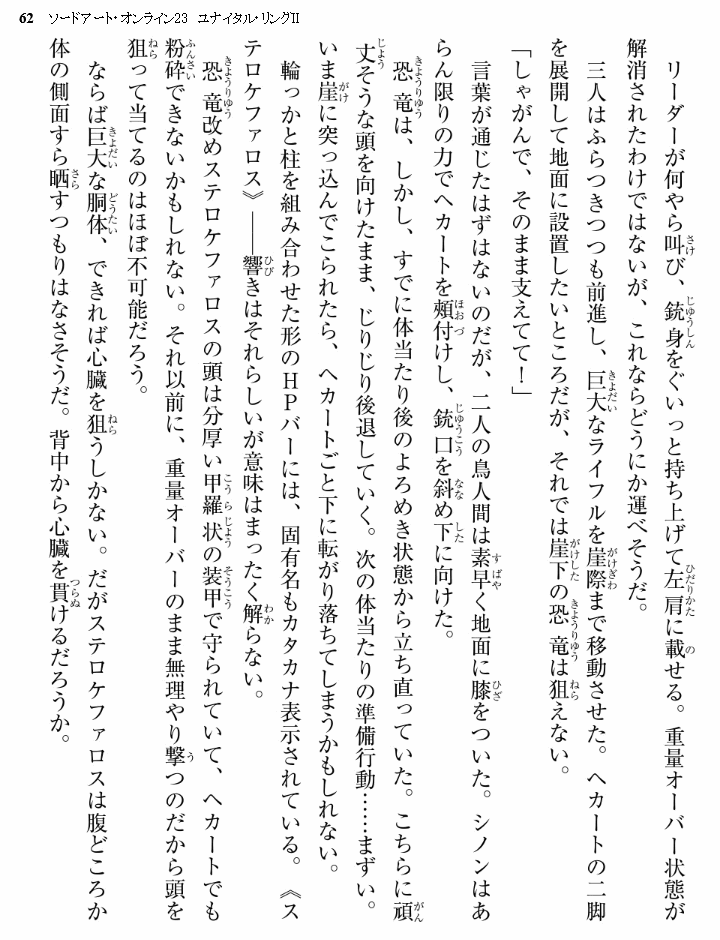 62 ソードアート・オンライン23 ユナイタル・リングII
リーダーが何やら叫び、銃身をぐいっと持ち上げて左肩に載せる。重量オーバー状態が
解消されたわけではないが、これならどうにか運べそうだ。
三人はふらつきつつも前進し、巨大なライフルを崖際まで移動させた。ヘカートの二脚
を展開して地面に設置したいところだが、それでは崖下の恐竜は狙えない。
「しゃがんで、そのまま支えてて！」
言葉が通じたはずはないのだが、二人の鳥人間は素早く地面に膝をついた。シノンはあ
らん限りの力でヘカートを頰付けし、銃口を斜め下に向けた。
恐竜は、しかし、すでに体当たり後のよろめき状態から立ち直っていた。こちらに頑
丈そうな頭を向けたまま、じりじり後退していく。次の体当たりの準備行動……まずい。
いま崖に突っ込んでこられたら、ヘカートごと下に転がり落ちてしまうかもしれない。
輪っかと柱を組み合わせた形のＨＰバーには、固有名もカタカナ表示されている。《ス
テロケファロス》――響きはそれらしいが意味はまったく解らない。
恐竜改めステロケファロスの頭は分厚い甲羅状の装甲で守られていて、ヘカートでも
粉砕できないかもしれない。それ以前に、重量オーバーのまま無理やり撃つのだから頭を
狙って当てるのはほぼ不可能だろう。
ならば巨大な胴体、できれば心臓を狙うしかない。だがステロケファロスは腹どころか
体の側面すら晒すつもりはなさそうだ。背中から心臓を貫けるだろうか。